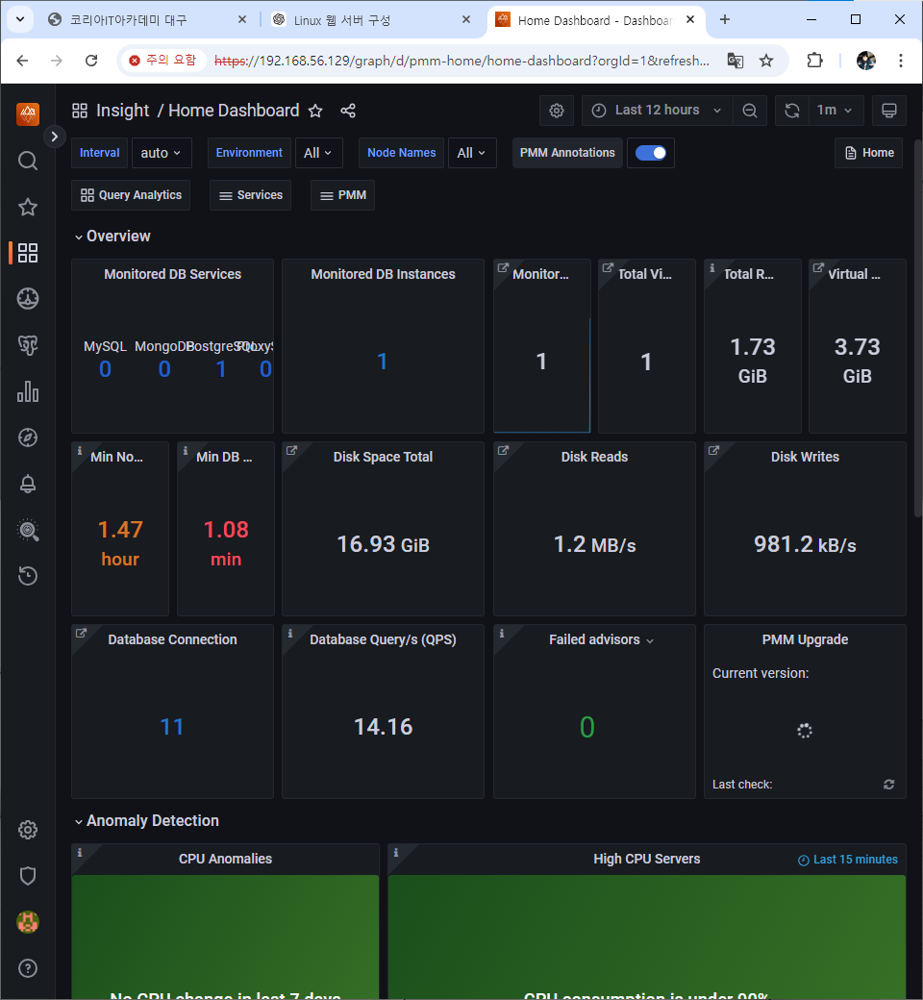 코리아IT아카데미 대구
Linux 웹 서버 구성
Home Dashboard - Dashboa
주의 요함
https://192.168.56.129/graph/d/pmm-home/home-dashboard?orgId=1&refresh...
Insight / Home Dashboard
Last 12 hours
1m
Interval auto Environment All Node Names All PMM Annotations Home
Query Analytics Services PMM
Overview
Monitored DB Services
MySQL MongoDB PostgreSQL ProxyS
0 0 1 0
Monitored DB Instances
1
Monitor...
1
Total Vi...
1
Total R...
1.73
GiB
Virtual ...
3.73
GiB
Min No...
1.47
hour
Min DB ...
1.08
min
Disk Space Total
16.93 GiB
Disk Reads
1.2 MB/s
Disk Writes
981.2 kB/s
Database Connection
11
Database Query/s (QPS)
14.16
Failed advisors
0
PMM Upgrade
Current version:
Last check:
Anomaly Detection
CPU Anomalies
No CPU change in last 7 days
High CPU Servers
Last 15 minutes
CPU consumption is under 90%